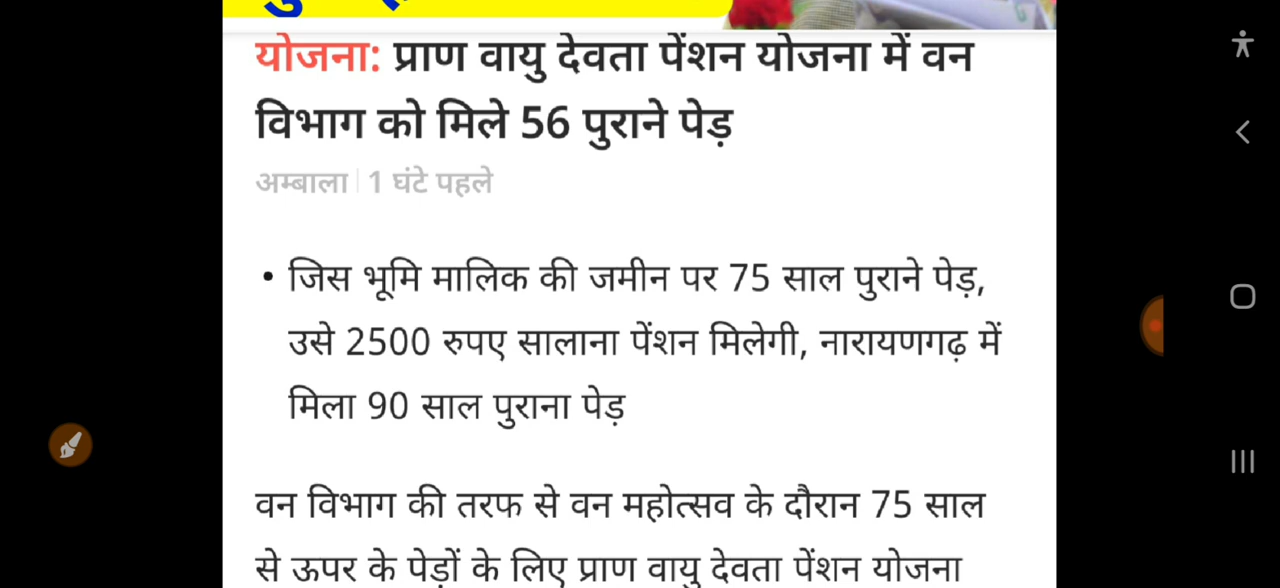 योजना: प्राण वायु देवता पेंशन योजना में वन
विभाग को मिले 56 पुराने पेड़
अम्बाला | 1 घंटे पहले
• जिस भूमि मालिक की जमीन पर 75 साल पुराने पेड़,
उसे 2500 रुपए सालाना पेंशन मिलेगी, नारायणगढ़ में
मिला 90 साल पुराना पेड़
वन विभाग की तरफ से वन महोत्सव के दौरान 75 साल
से ऊपर के पेड़ों के लिए प्राण वायु देवता पेंशन योजना